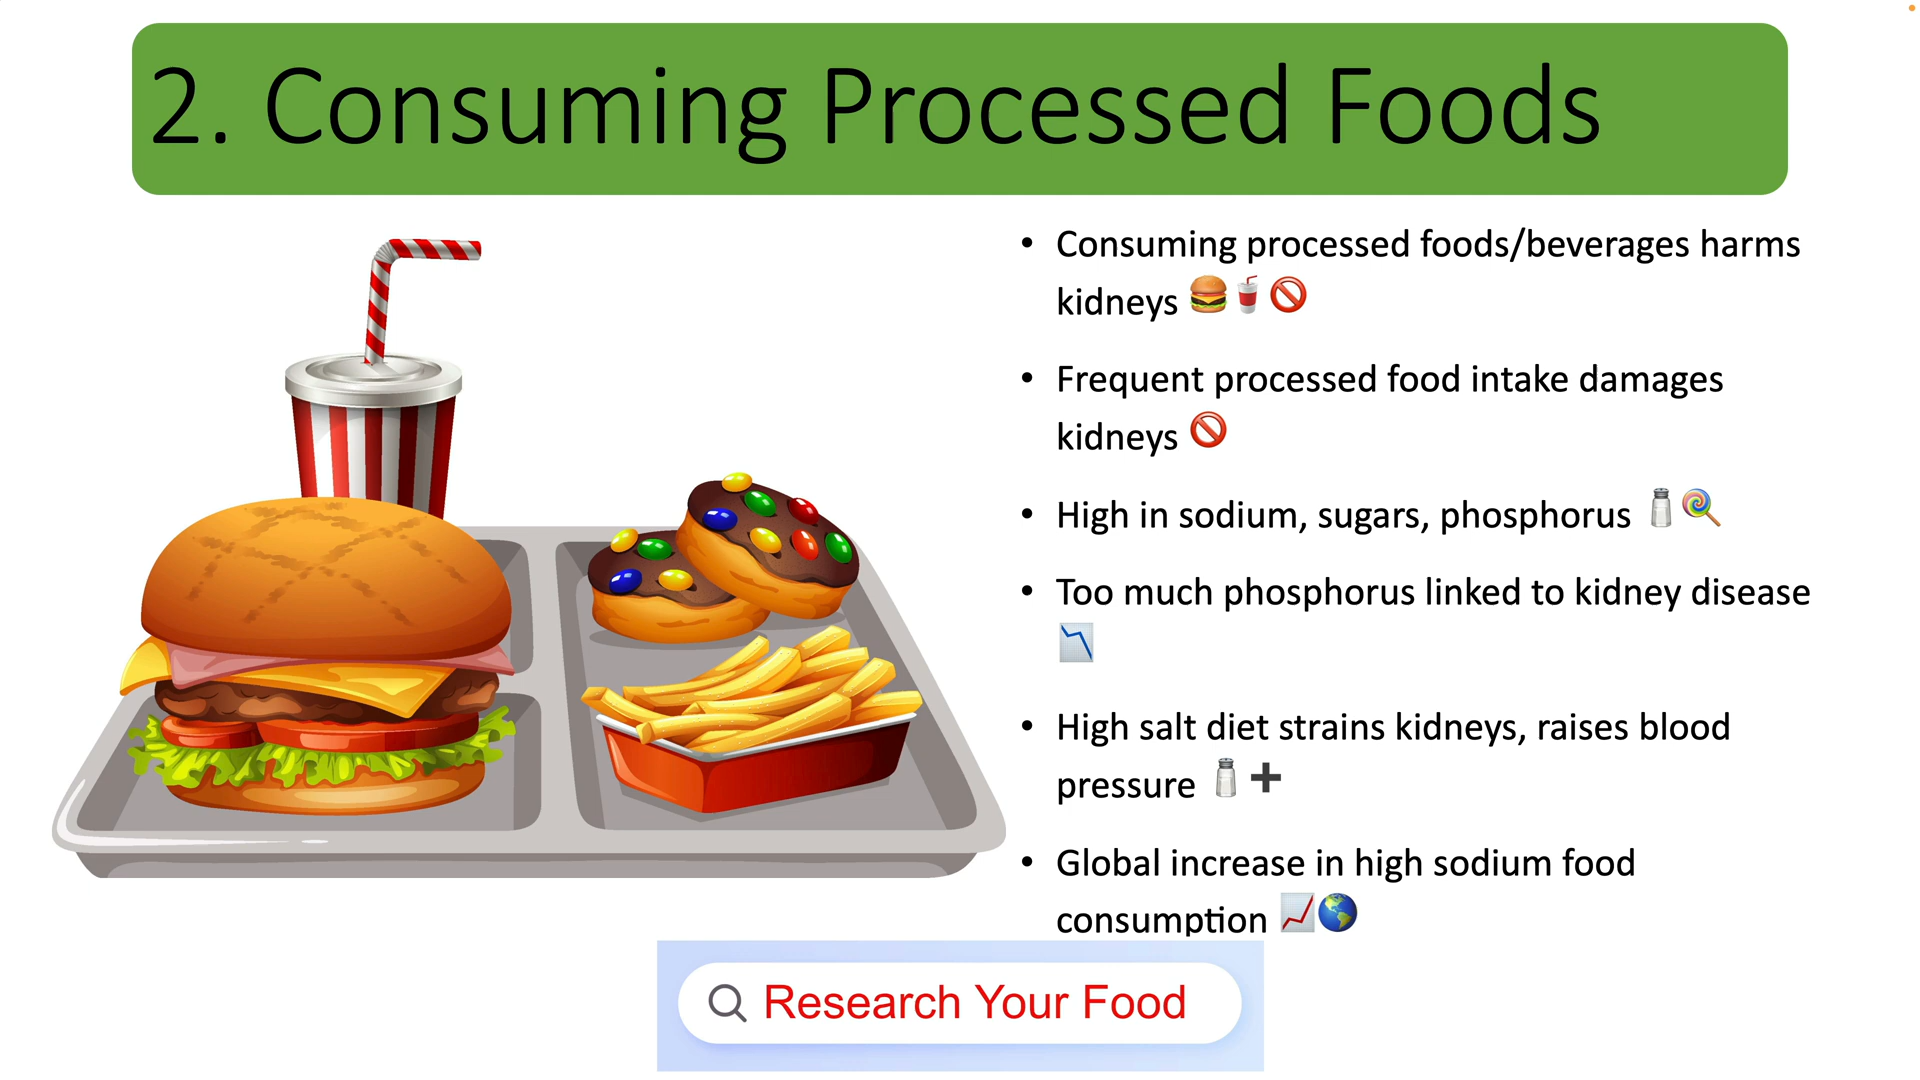 2. Consuming Processed Foods
• Consuming processed foods/beverages harms
kidneys 🍔🥤🚫
• Frequent processed food intake damages
kidneys 🚫
• High in sodium, sugars, phosphorus 🧂🍭
• Too much phosphorus linked to kidney disease
📉
• High salt diet strains kidneys, raises blood
pressure 🧂➕
• Global increase in high sodium food
consumption 📈🌎
Research Your Food